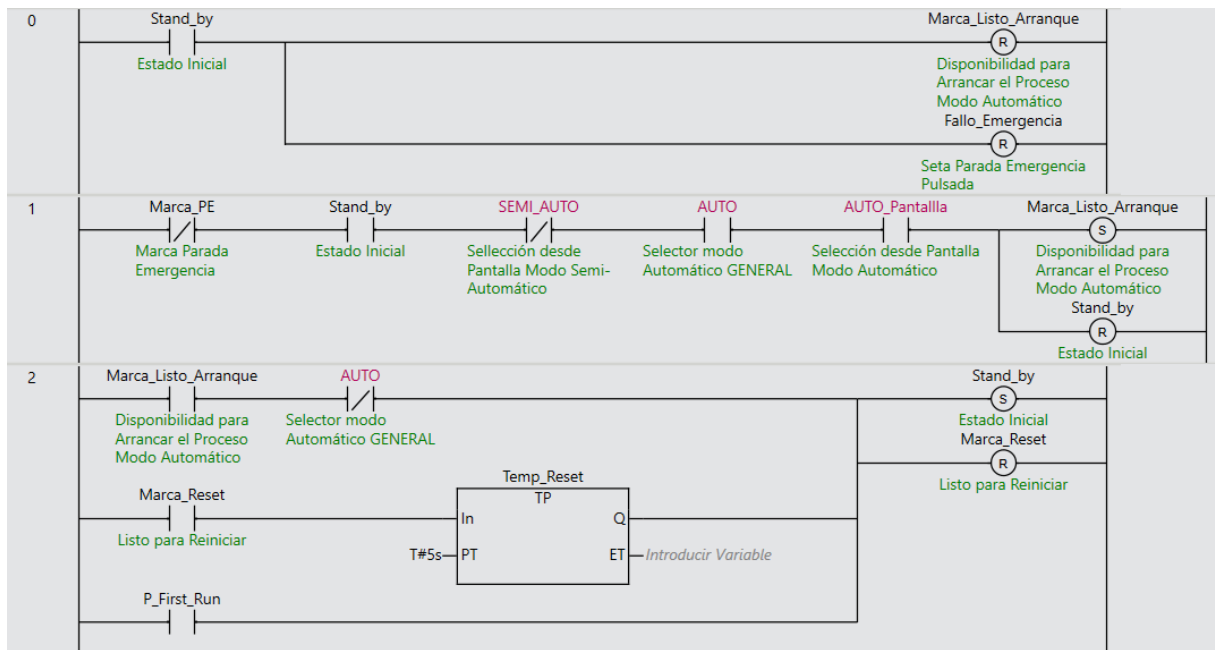 0
Stand_by
Estado Inicial
Marca_Listo_Arranque
R
Disponibilidad para
Arrancar el Proceso
Modo Automático
Fallo_Emergencia
R
Seta Parada Emergencia
Pulsada
1
Marca_PE
Marca Parada
Emergencia
Stand_by
Estado Inicial
SEMI_AUTO
Sellección desde
Pantalla Modo Semi-
Automático
AUTO
Selector modo
Automático GENERAL
AUTO_Pantallla
Selección desde Pantalla
Modo Automático
Marca_Listo_Arranque
S
Disponibilidad para
Arrancar el Proceso
Modo Automático
Stand_by
R
Estado Inicial
2
Marca_Listo_Arranque
Disponibilidad para
Arrancar el Proceso
Modo Automático
AUTO
Selector modo
Automático GENERAL
Stand_by
S
Estado Inicial
Marca_Reset
R
Listo para Reiniciar
Marca_Reset
Listo para Reiniciar
Temp_Reset
TP
In Q
T#5s PT ET Introducir Variable
P_First_Run